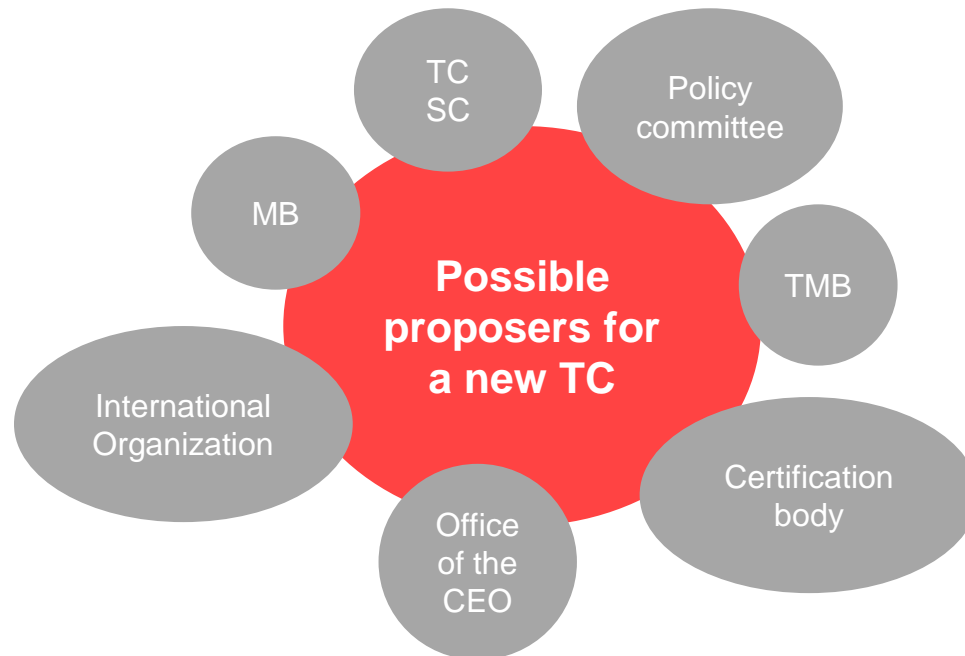 TC
SC
Policy
committee
MB
TMB
Possible
proposers for
a new TC
International
Organization
Certification
body
Office
of the
CEO